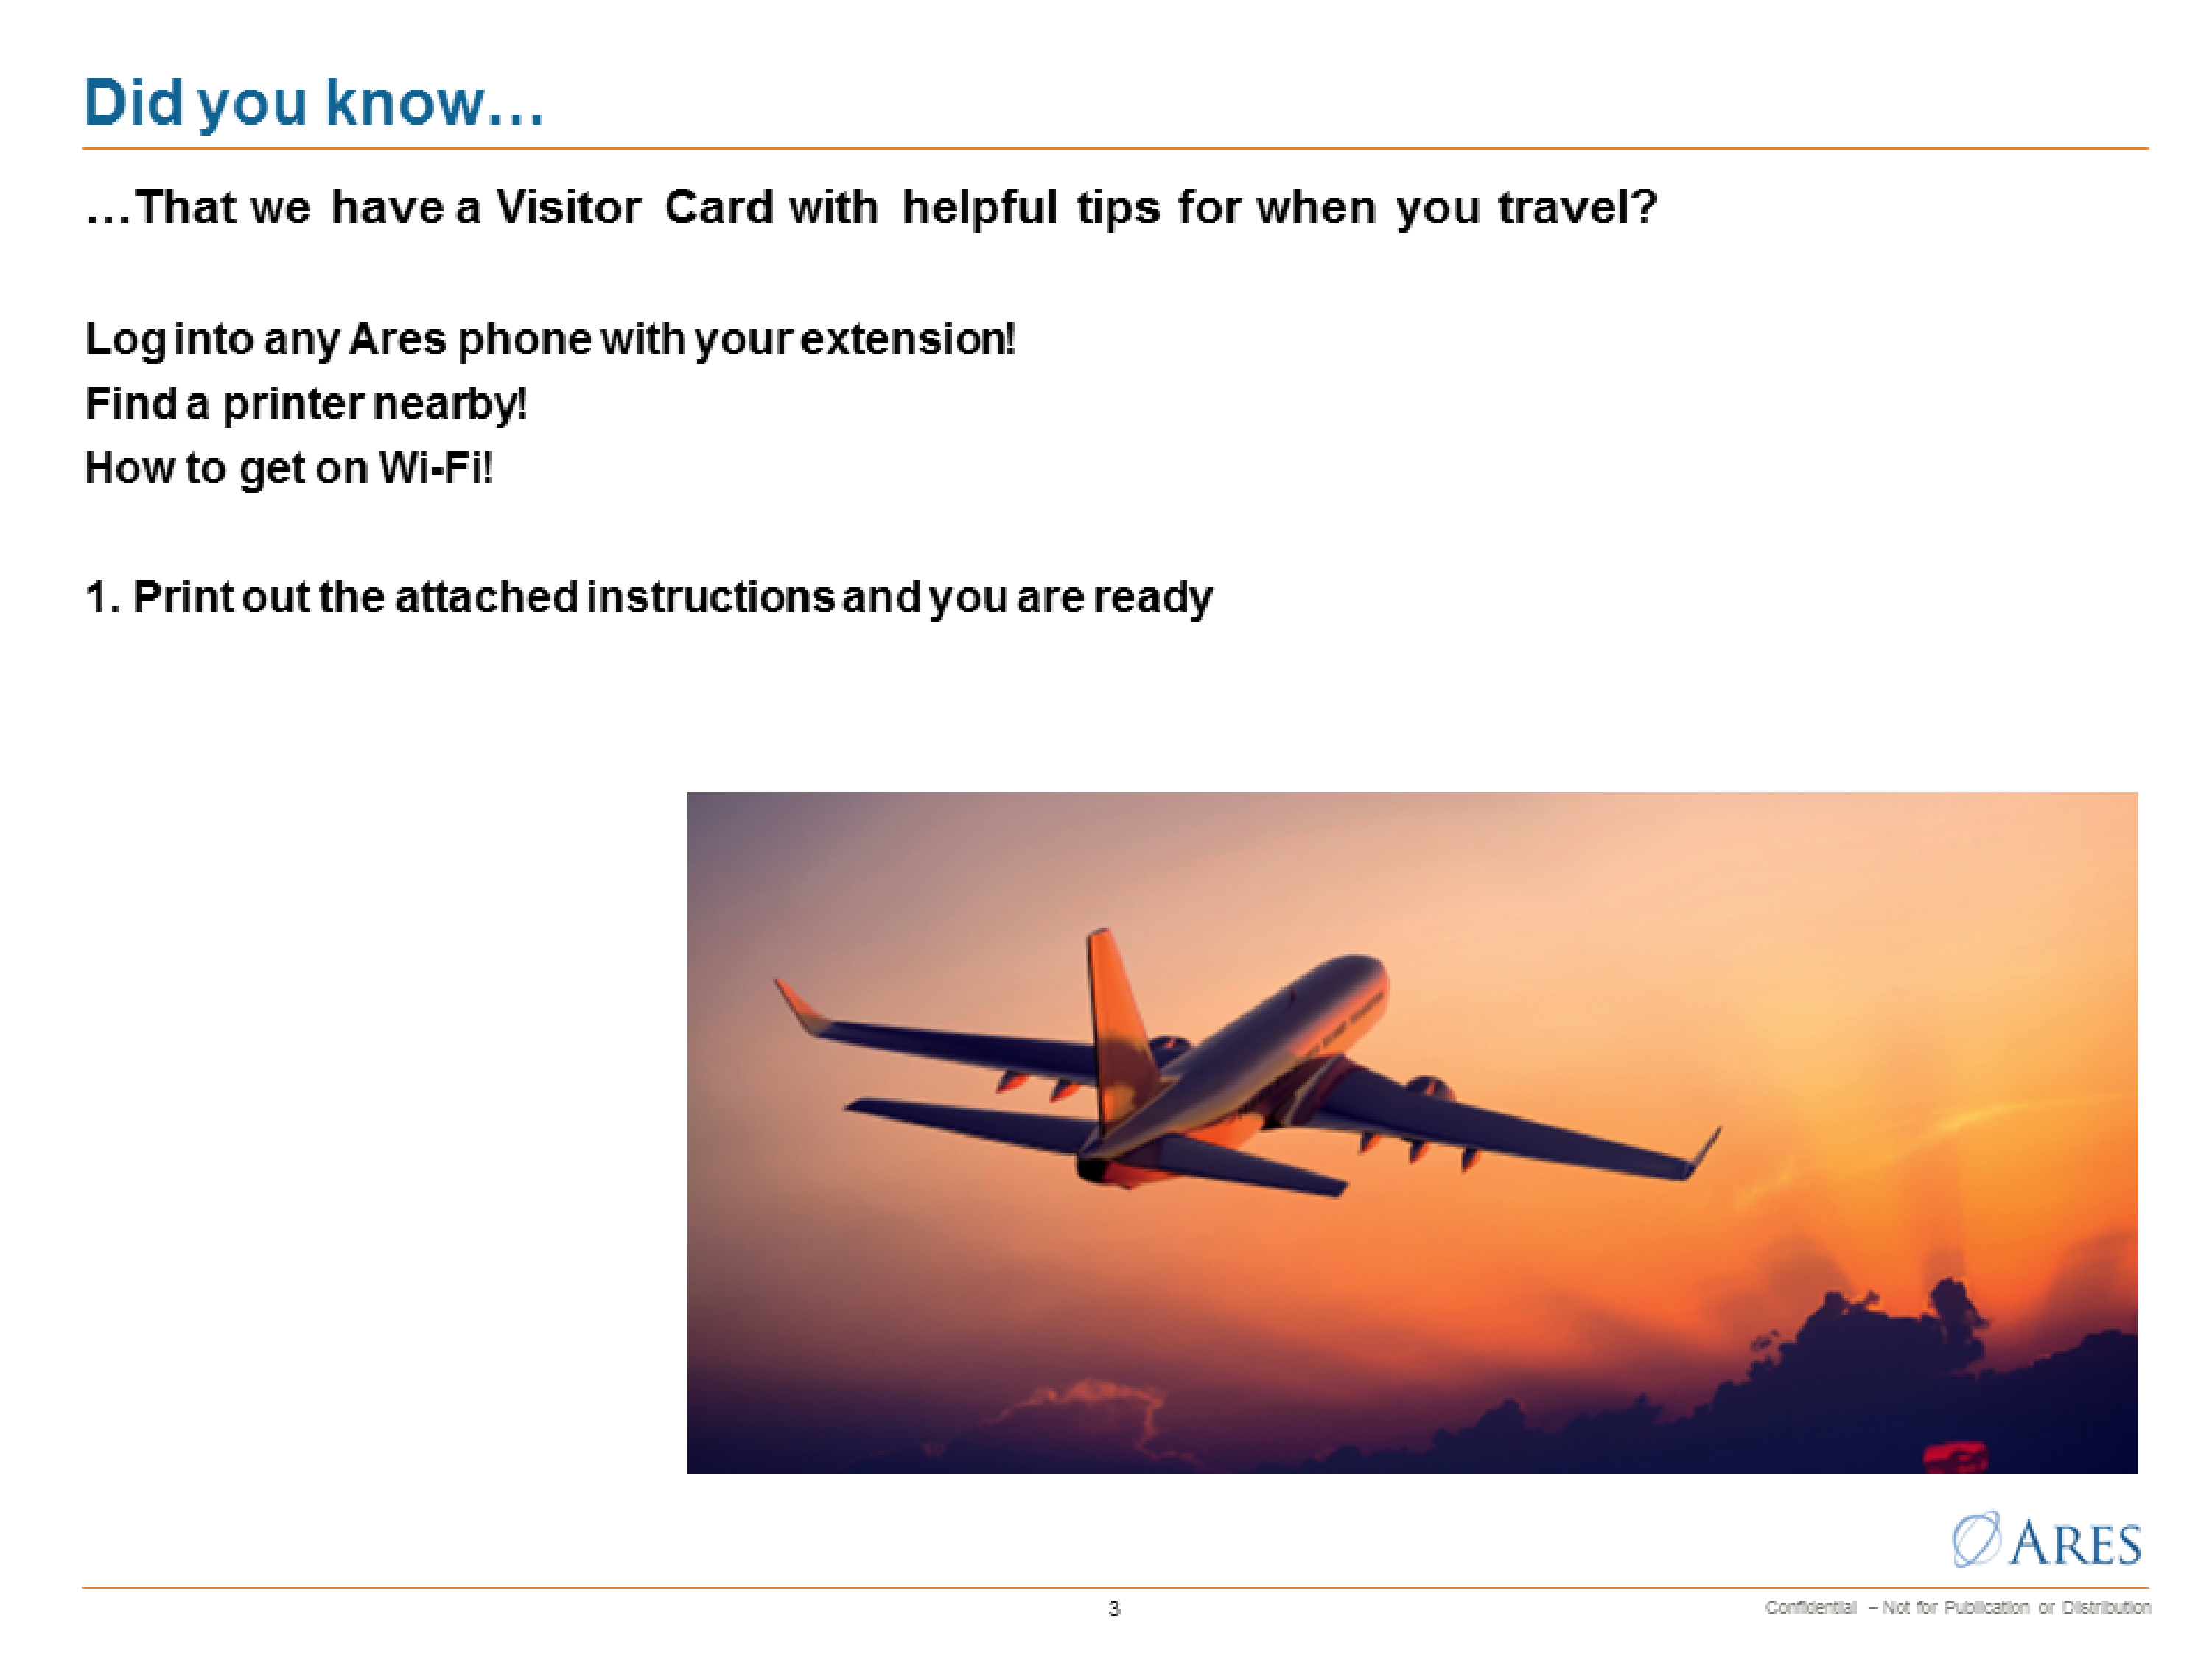 Did you know…
…That we have a Visitor Card with helpful tips for when you travel?
Log into any Ares phone with your extension!
Find a printer nearby!
How to get on Wi-Fi!
1. Print out the attached instructions and you are ready
ARES
3
Confidential – Not for Publication or Distribution